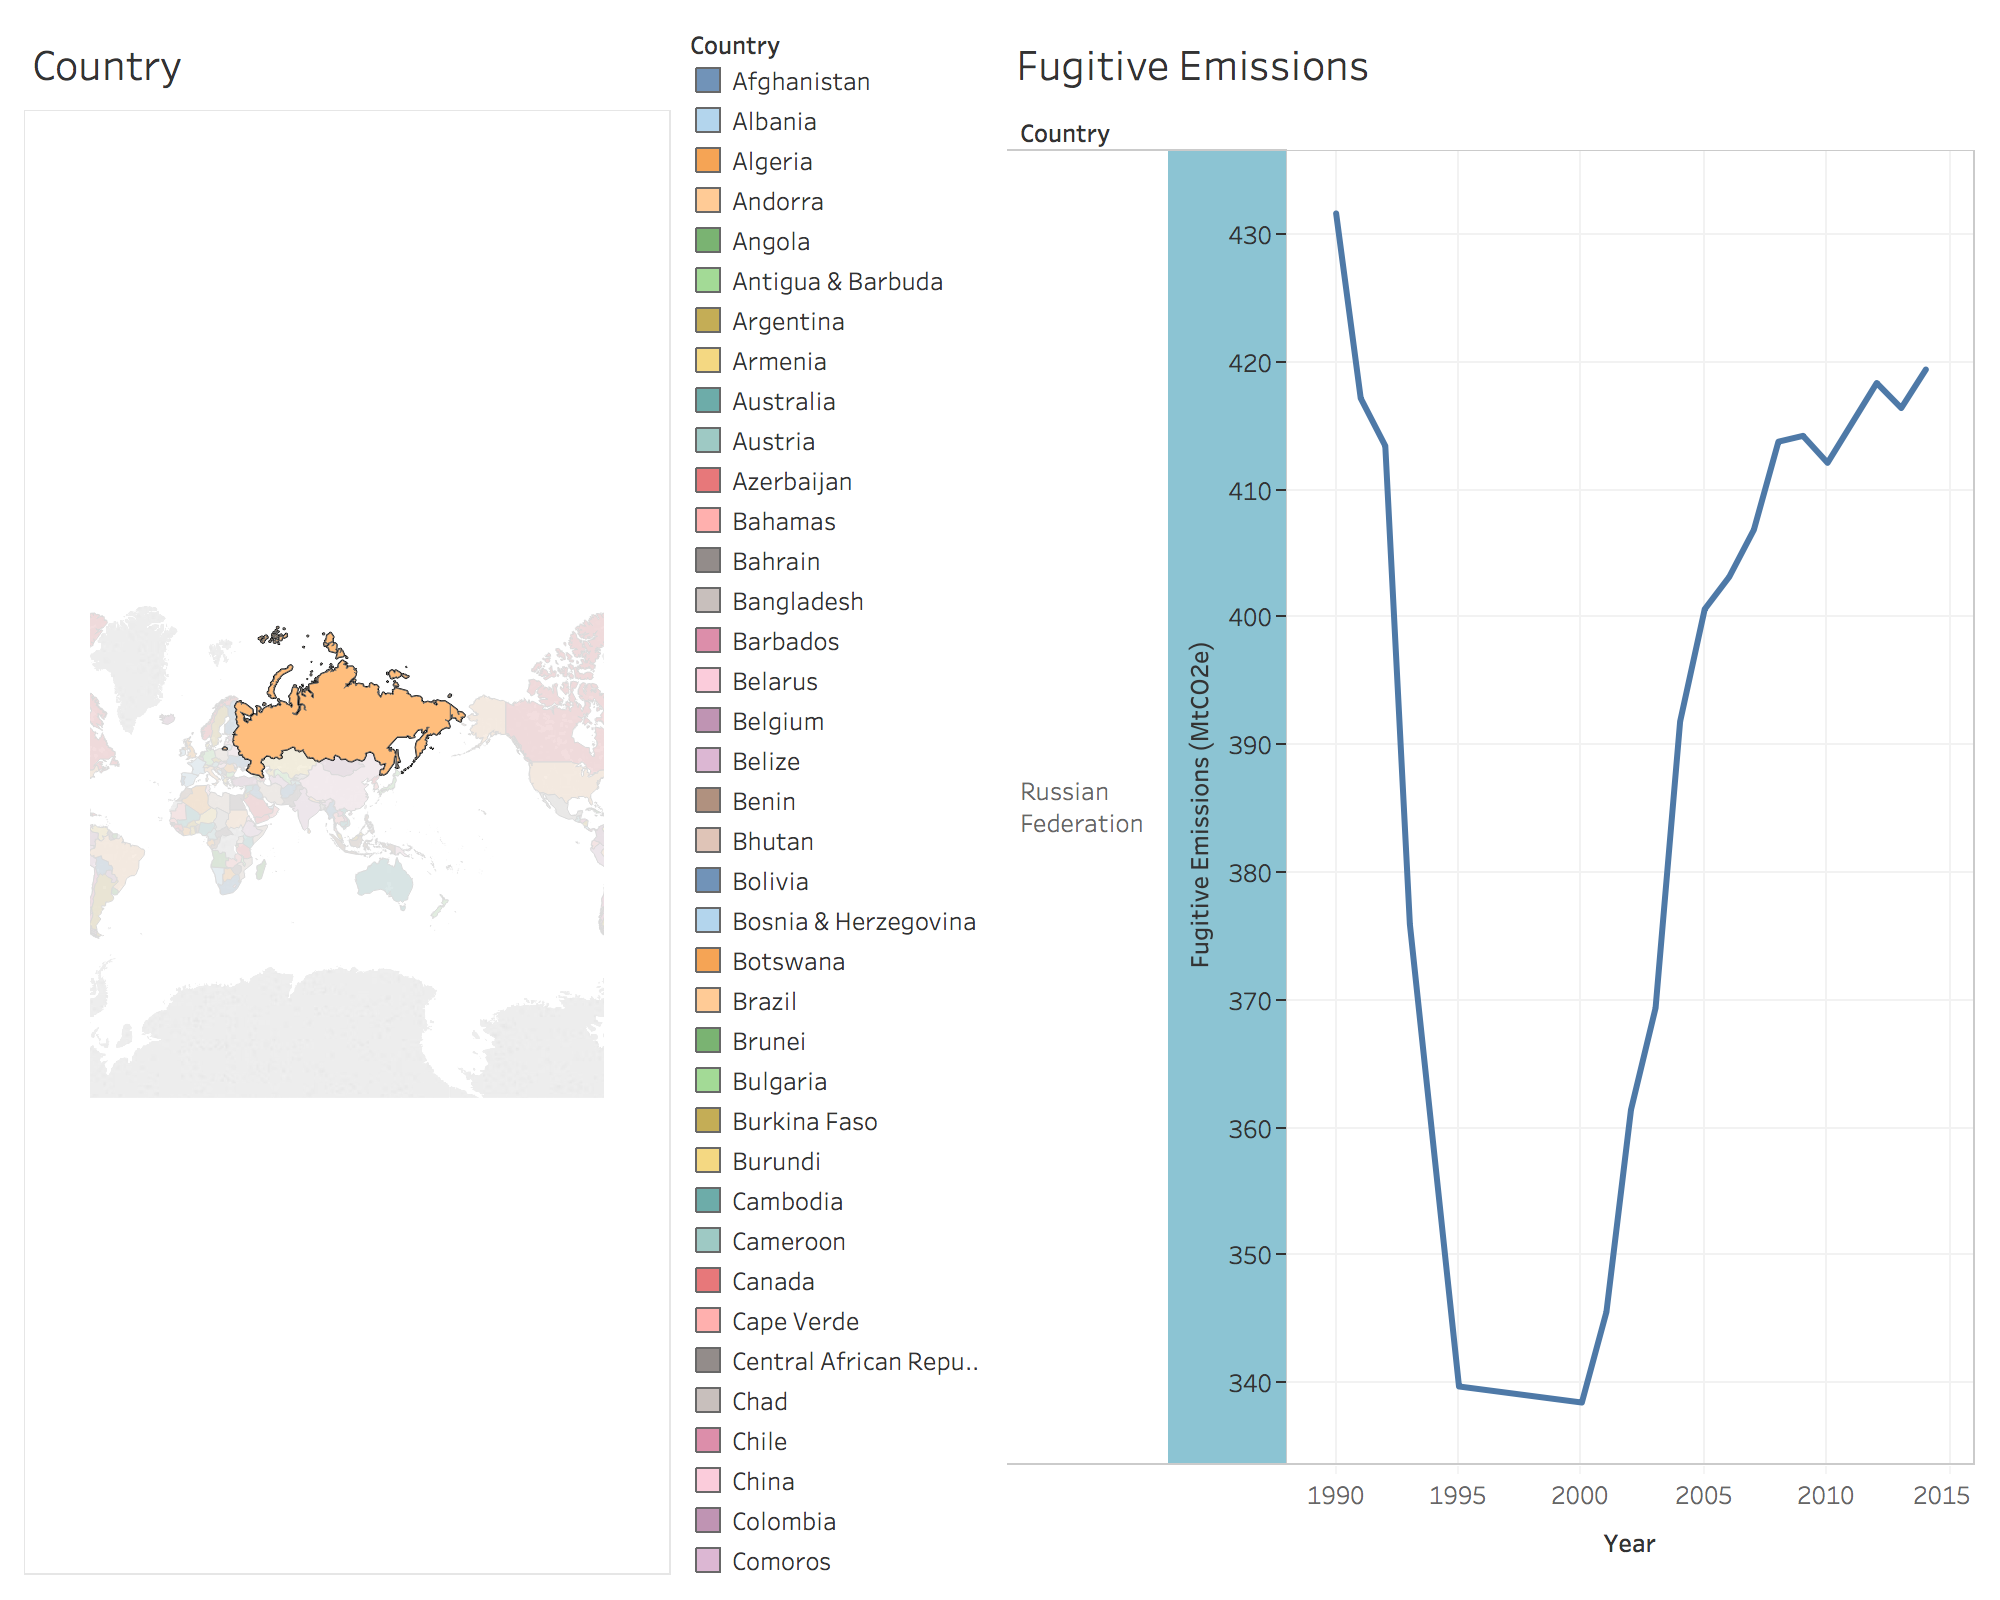 Country
Country
Afghanistan
Albania
Algeria
Andorra
Angola
Antigua & Barbuda
Argentina
Armenia
Australia
Austria
Azerbaijan
Bahamas
Bahrain
Bangladesh
Barbados
Belarus
Belgium
Belize
Benin
Bhutan
Bolivia
Bosnia & Herzegovina
Botswana
Brazil
Brunei
Bulgaria
Burkina Faso
Burundi
Cambodia
Cameroon
Canada
Cape Verde
Central African Repu..
Chad
Chile
China
Colombia
Comoros
Fugitive Emissions
Country
Russian
Federation
Fugitive Emissions (MtCO2e)
430
420
410
400
390
380
370
360
350
340
1990 1995 2000 2005 2010 2015
Year